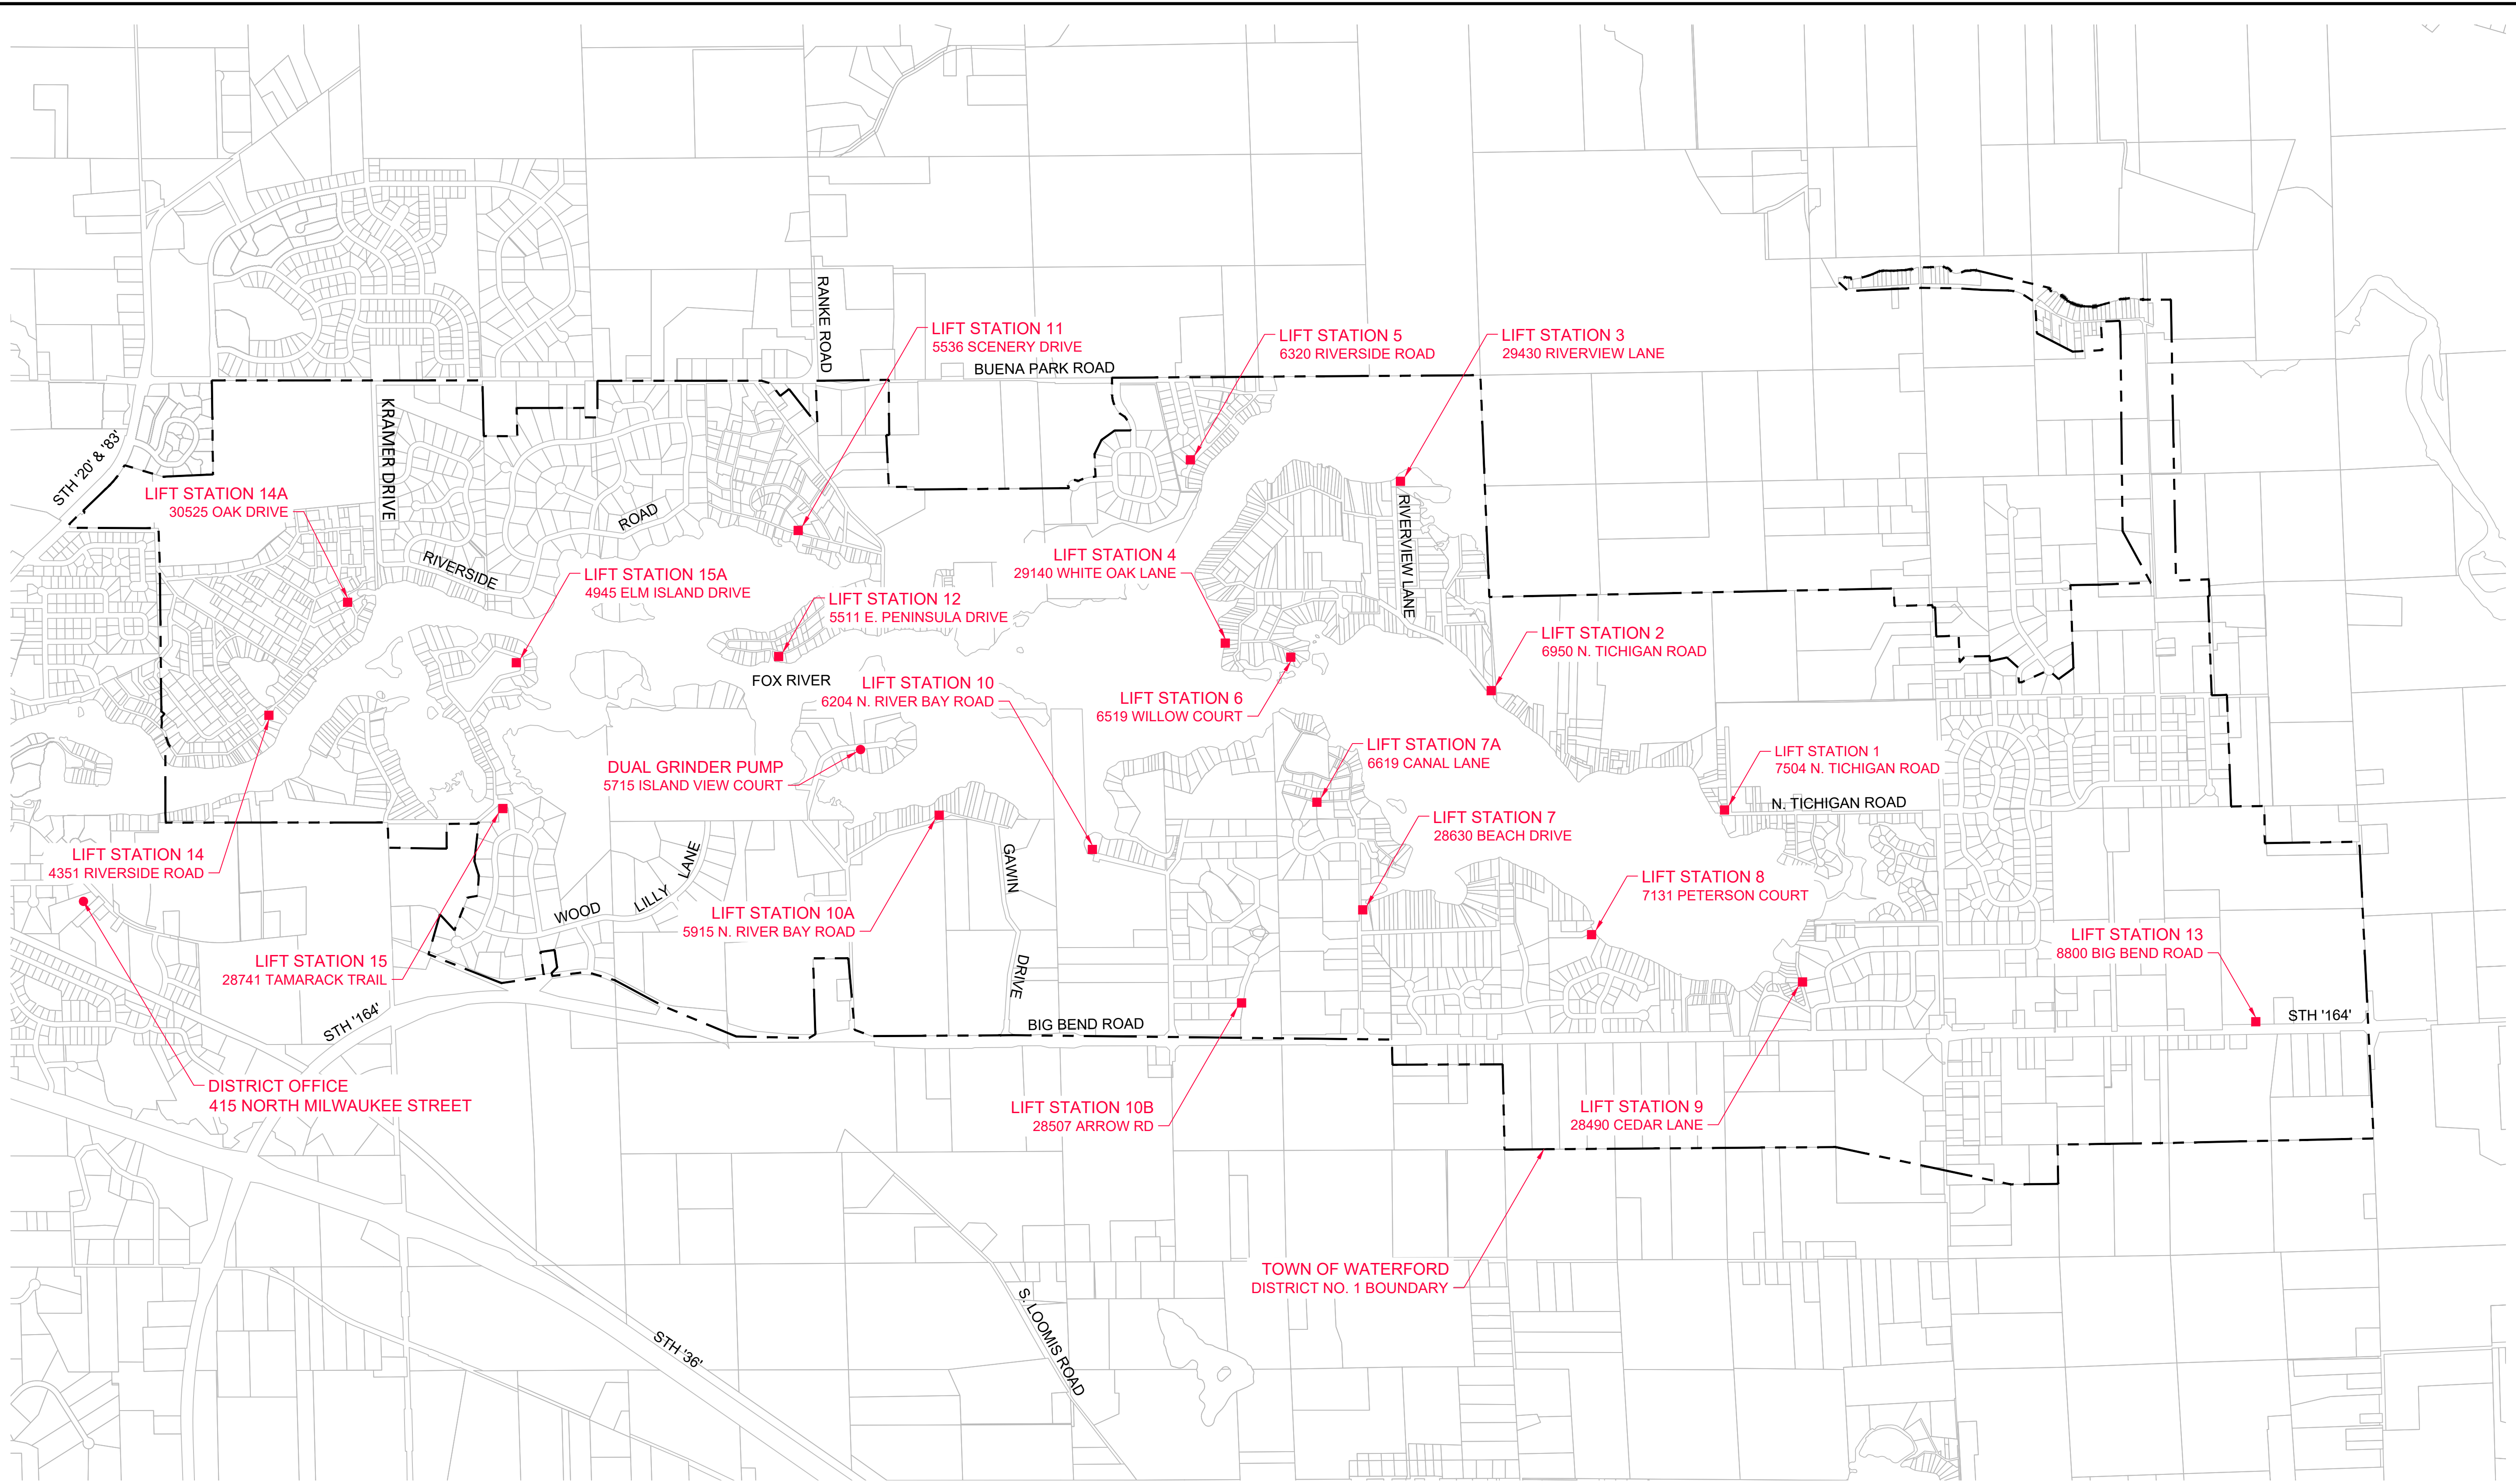 RANKE ROAD
LIFT STATION 11
5536 SCENERY DRIVE
LIFT STATION 5
6320 RIVERSIDE ROAD
LIFT STATION 3
29430 RIVERVIEW LANE
BUENA PARK ROAD
KRAMER DRIVE
STH '20' & '83'
LIFT STATION 14A
30525 OAK DRIVE
ROAD
RIVERSIDE
RIVERVIEW LANE
LIFT STATION 4
29140 WHITE OAK LANE
LIFT STATION 15A
4945 ELM ISLAND DRIVE
LIFT STATION 12
5511 E. PENINSULA DRIVE
LIFT STATION 2
6950 N. TICHIGAN ROAD
FOX RIVER
LIFT STATION 10
6204 N. RIVER BAY ROAD
LIFT STATION 6
6519 WILLOW COURT
LIFT STATION 7A
6619 CANAL LANE
LIFT STATION 1
7504 N. TICHIGAN ROAD
DUAL GRINDER PUMP
5715 ISLAND VIEW COURT
N. TICHIGAN ROAD
LIFT STATION 7
28630 BEACH DRIVE
LIFT STATION 14
4351 RIVERSIDE ROAD
WOOD LILLY LANE
GAWIN DRIVE
LIFT STATION 8
7131 PETERSON COURT
LIFT STATION 10A
5915 N. RIVER BAY ROAD
LIFT STATION 13
8800 BIG BEND ROAD
LIFT STATION 15
28741 TAMARACK TRAIL
STH '164'
BIG BEND ROAD
STH '164'
DISTRICT OFFICE
415 NORTH MILWAUKEE STREET
LIFT STATION 10B
28507 ARROW RD
LIFT STATION 9
28490 CEDAR LANE
TOWN OF WATERFORD
DISTRICT NO. 1 BOUNDARY
S. LOOMIS ROAD
STH '36'